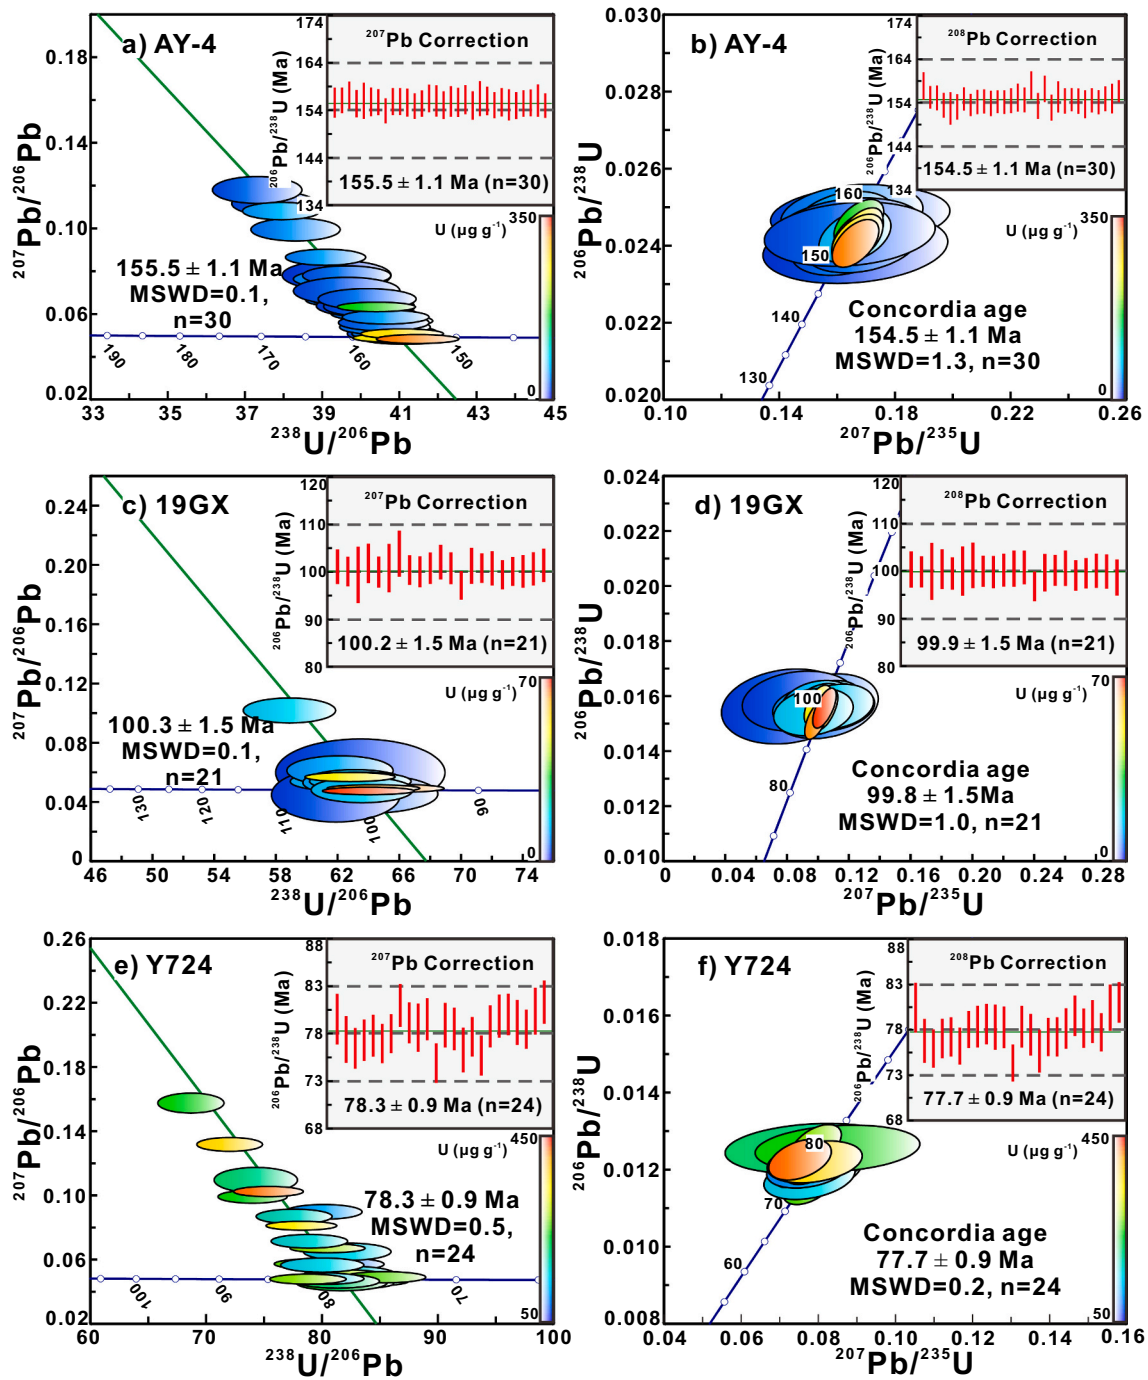 a) AY-4
²⁰⁷Pb/²⁰⁶Pb
0.18
0.14
0.10
0.06
0.02
33
35
37
39
41
43
45
²³⁸U/²⁰⁶Pb
155.5 ± 1.1 Ma
MSWD=0.1,
n=30
190
180
170
160
150
²⁰⁷Pb Correction
²⁰⁶Pb/²³⁸U (Ma)
174
164
154
144
134
155.5 ± 1.1 Ma (n=30)
U (µg g⁻¹)
350
0
b) AY-4
²⁰⁶Pb/²³⁸U
0.030
0.028
0.026
0.024
0.022
0.020
0.10
0.14
0.18
0.22
0.26
²⁰⁷Pb/²³⁵U
160
150
140
130
Concordia age
154.5 ± 1.1 Ma
MSWD=1.3, n=30
²⁰⁸Pb Correction
²⁰⁶Pb/²³⁸U (Ma)
174
164
154
144
134
154.5 ± 1.1 Ma (n=30)
U (µg g⁻¹)
350
0
c) 19GX
²⁰⁷Pb/²⁰⁶Pb
0.24
0.20
0.16
0.12
0.08
0.04
0
46
52
58
62
66
70
74
²³⁸U/²⁰⁶Pb
100.3 ± 1.5 Ma
MSWD=0.1,
n=21
130
120
110
100
90
²⁰⁷Pb Correction
²⁰⁶Pb/²³⁸U (Ma)
120
110
100
90
80
100.2 ± 1.5 Ma (n=21)
U (µg g⁻¹)
70
0
d) 19GX
²⁰⁶Pb/²³⁸U
0.024
0.022
0.020
0.018
0.016
0.014
0.012
0.010
0
0.04
0.08
0.12
0.16
0.20
0.24
0.28
²⁰⁷Pb/²³⁵U
100
80
Concordia age
99.8 ± 1.5Ma
MSWD=1.0, n=21
²⁰⁸Pb Correction
²⁰⁶Pb/²³⁸U (Ma)
120
110
100
90
80
99.9 ± 1.5 Ma (n=21)
U (µg g⁻¹)
70
0
e) Y724
²⁰⁷Pb/²⁰⁶Pb
0.26
0.22
0.18
0.14
0.10
0.06
0.02
60
70
80
90
100
²³⁸U/²⁰⁶Pb
78.3 ± 0.9 Ma
MSWD=0.5,
n=24
100
90
80
70
²⁰⁷Pb Correction
²⁰⁶Pb/²³⁸U (Ma)
88
83
78
73
68
78.3 ± 0.9 Ma (n=24)
U (µg g⁻¹)
450
50
f) Y724
²⁰⁶Pb/²³⁸U
0.018
0.016
0.014
0.012
0.010
0.008
0.04
0.06
0.08
0.10
0.12
0.14
0.16
²⁰⁷Pb/²³⁵U
80
70
60
Concordia age
77.7 ± 0.9 Ma
MSWD=0.2, n=24
²⁰⁸Pb Correction
²⁰⁶Pb/²³⁸U (Ma)
88
83
78
73
68
77.7 ± 0.9 Ma (n=24)
U (µg g⁻¹)
450
50